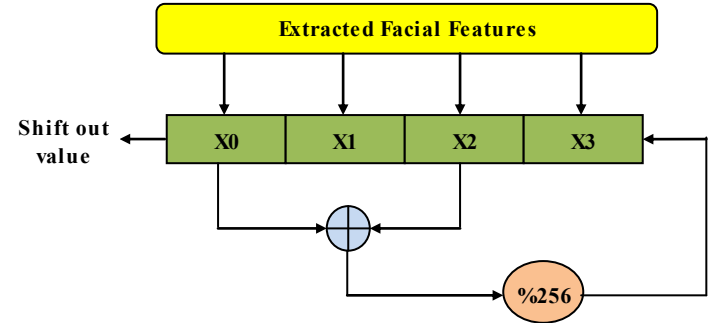 Extracted Facial Features
Shift out
value
X0 X1 X2 X3
%256